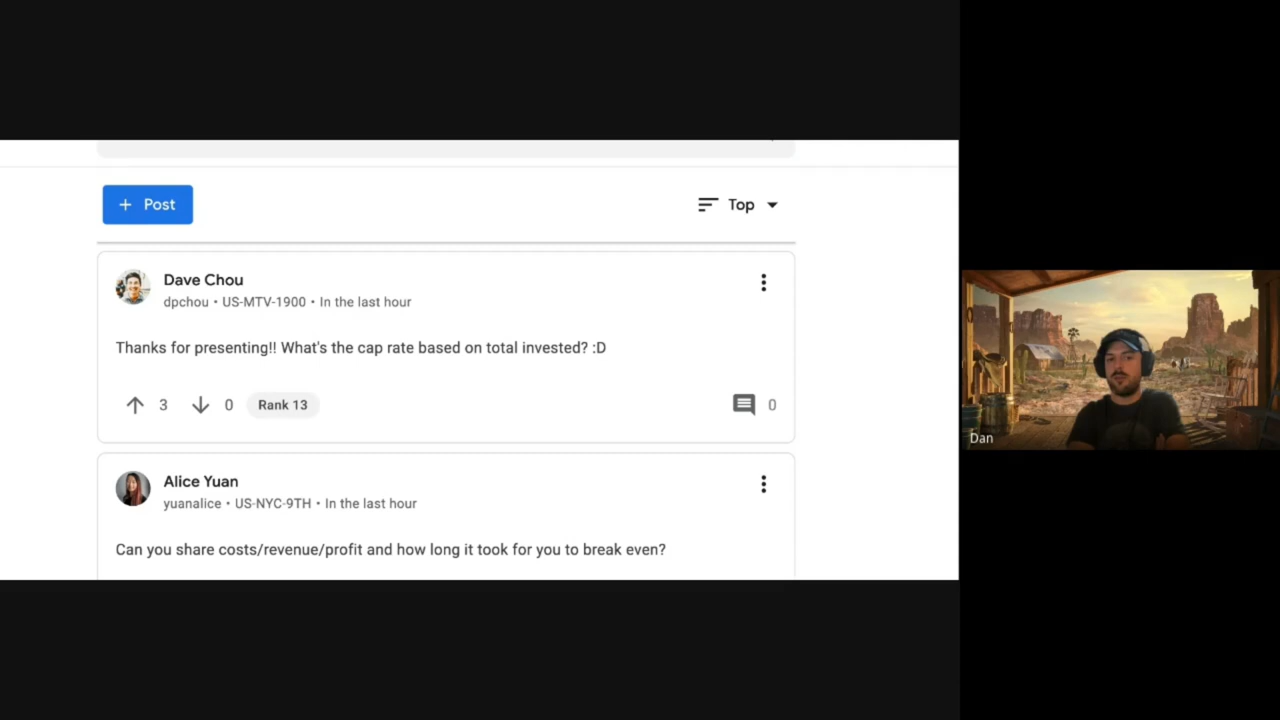 + Post
Top
Dave Chou
dpchou • US-MTV-1900 • In the last hour
Thanks for presenting!! What's the cap rate based on total invested? :D
3 0 Rank 13 0
Alice Yuan
yuanalice • US-NYC-9TH • In the last hour
Can you share costs/revenue/profit and how long it took for you to break even?
Dan